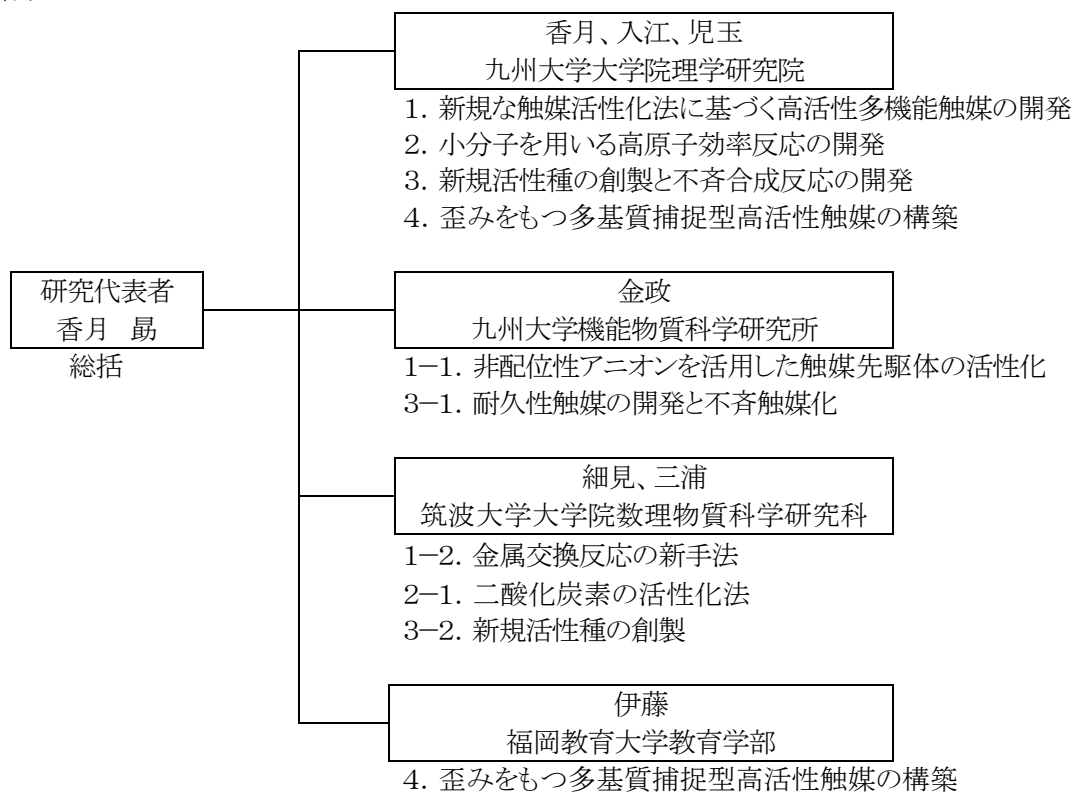 香月、入江、児玉
九州大学大学院理学研究院
1. 新規な触媒活性化法に基づく高活性多機能触媒の開発
2. 小分子を用いる高原子効率反応の開発
3. 新規活性種の創製と不斉合成反応の開発
4. 歪みをもつ多基質捕捉型高活性触媒の構築
研究代表者
香月 勗
総括
金政
九州大学機能物質科学研究所
1−1. 非配位性アニオンを活用した触媒先駆体の活性化
3−1. 耐久性触媒の開発と不斉触媒化
細見、三浦
筑波大学大学院数理物質科学研究科
1−2. 金属交換反応の新手法
2−1. 二酸化炭素の活性化法
3−2. 新規活性種の創製
伊藤
福岡教育大学教育学部
4. 歪みをもつ多基質捕捉型高活性触媒の構築